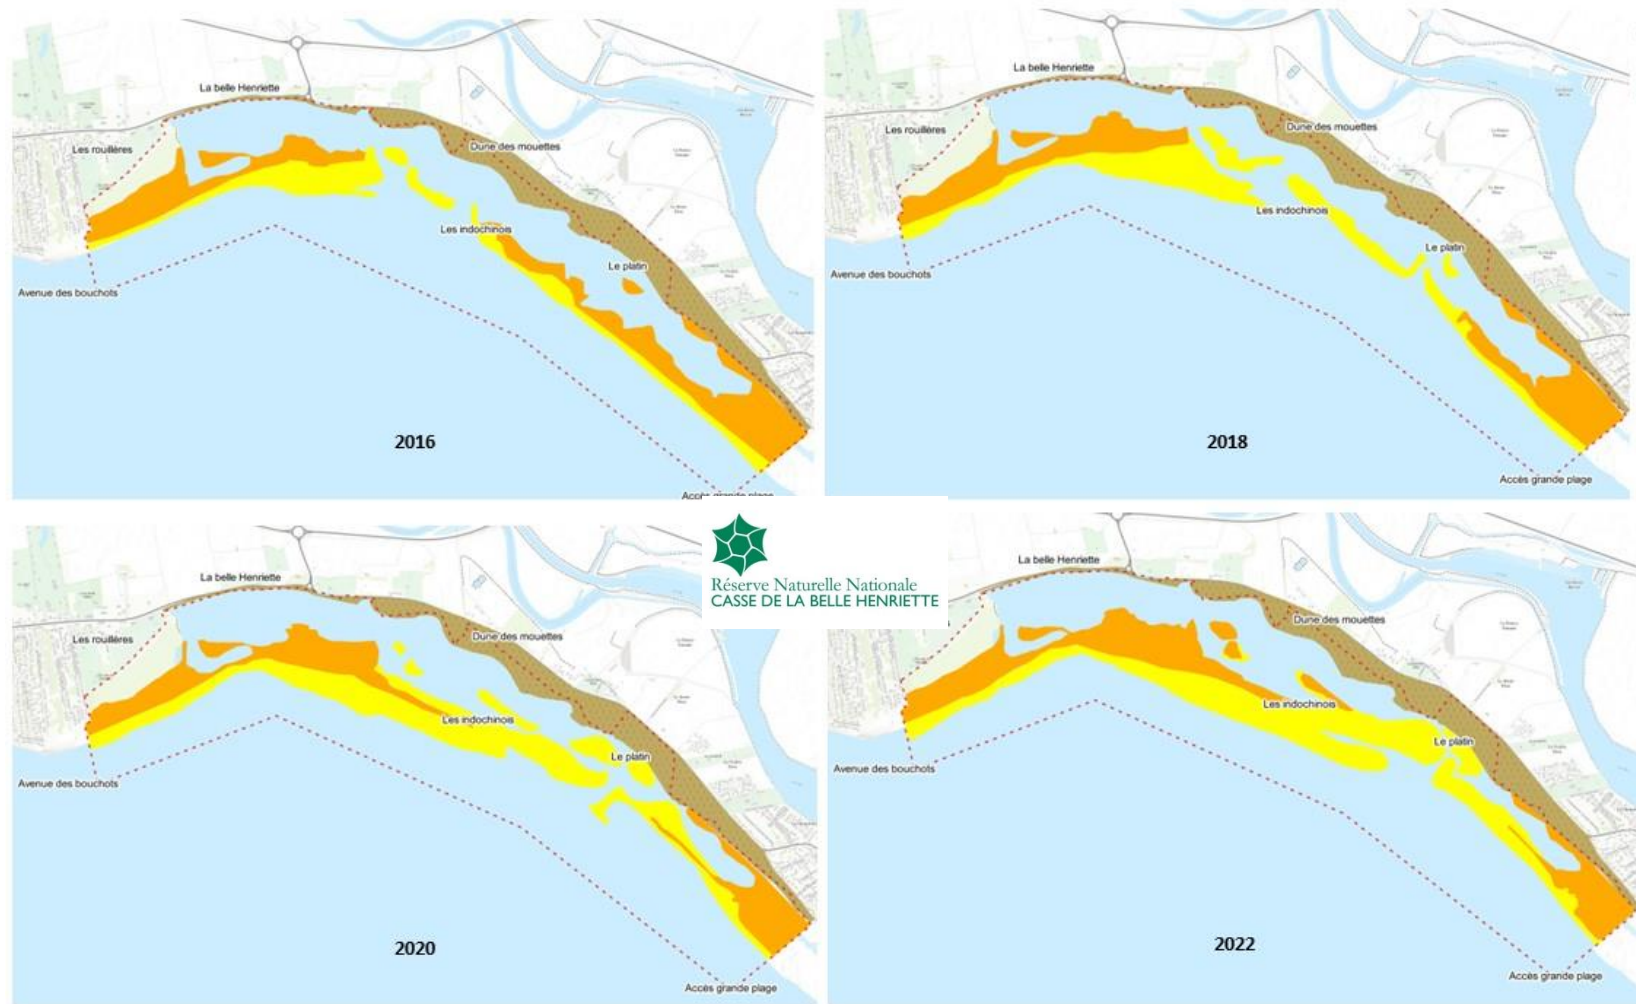 La belle Henriette
Les rouillères
Dune des mouettes
Les indochinois
Le platin
Avenue des bouchots
2016
Accès grande plage
La belle Henriette
Les rouillères
Dune des mouettes
Les indochinois
Le platin
Avenue des bouchots
2018
Accès grande plage
Réserve Naturelle Nationale
CASSE DE LA BELLE HENRIETTE
La belle Henriette
Les rouillères
Dune des mouettes
Les indochinois
Le platin
Avenue des bouchots
2020
Accès grande plage
La belle Henriette
Dune des mouettes
Les indochinois
Le platin
Avenue des bouchots
2022
Accès grande plage